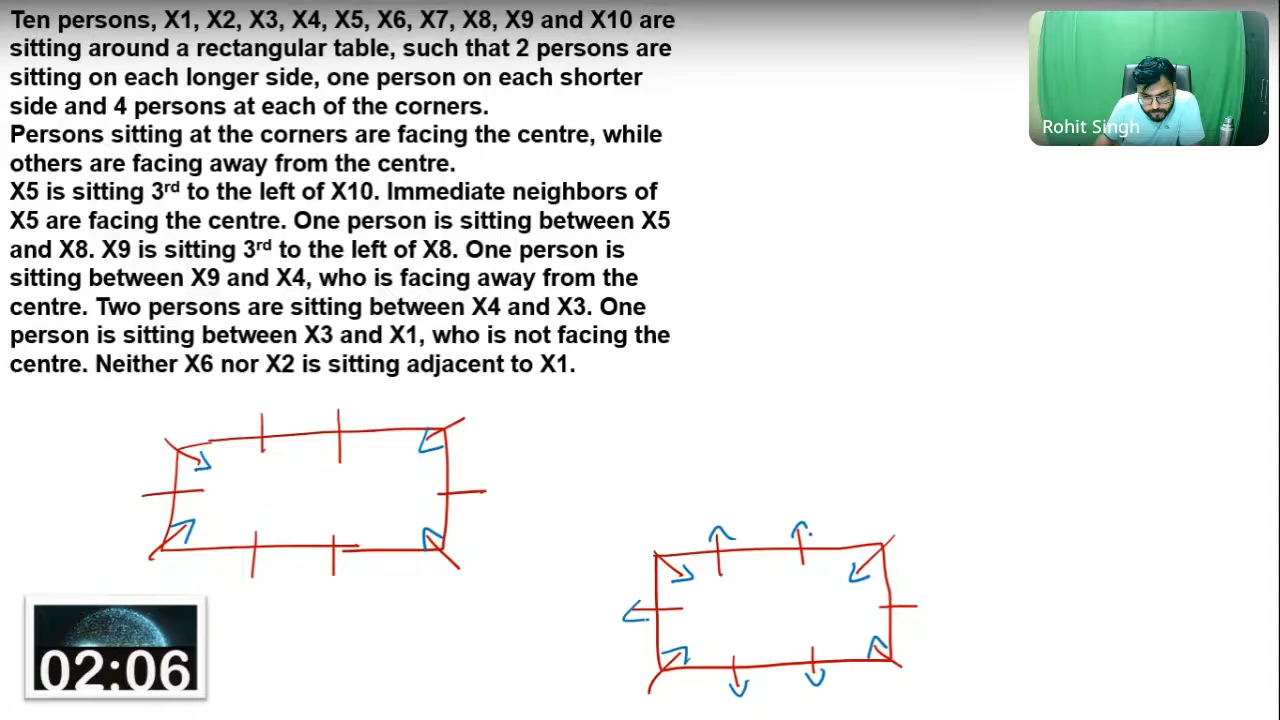 Ten persons, X1, X2, X3, X4, X5, X6, X7, X8, X9 and X10 are
sitting around a rectangular table, such that 2 persons are
sitting on each longer side, one person on each shorter
side and 4 persons at each of the corners.
Persons sitting at the corners are facing the centre, while
others are facing away from the centre.
X5 is sitting 3rd to the left of X10. Immediate neighbors of
X5 are facing the centre. One person is sitting between X5
and X8. X9 is sitting 3rd to the left of X8. One person is
sitting between X9 and X4, who is facing away from the
centre. Two persons are sitting between X4 and X3. One
person is sitting between X3 and X1, who is not facing the
centre. Neither X6 nor X2 is sitting adjacent to X1.
Rohit Singh
02:06